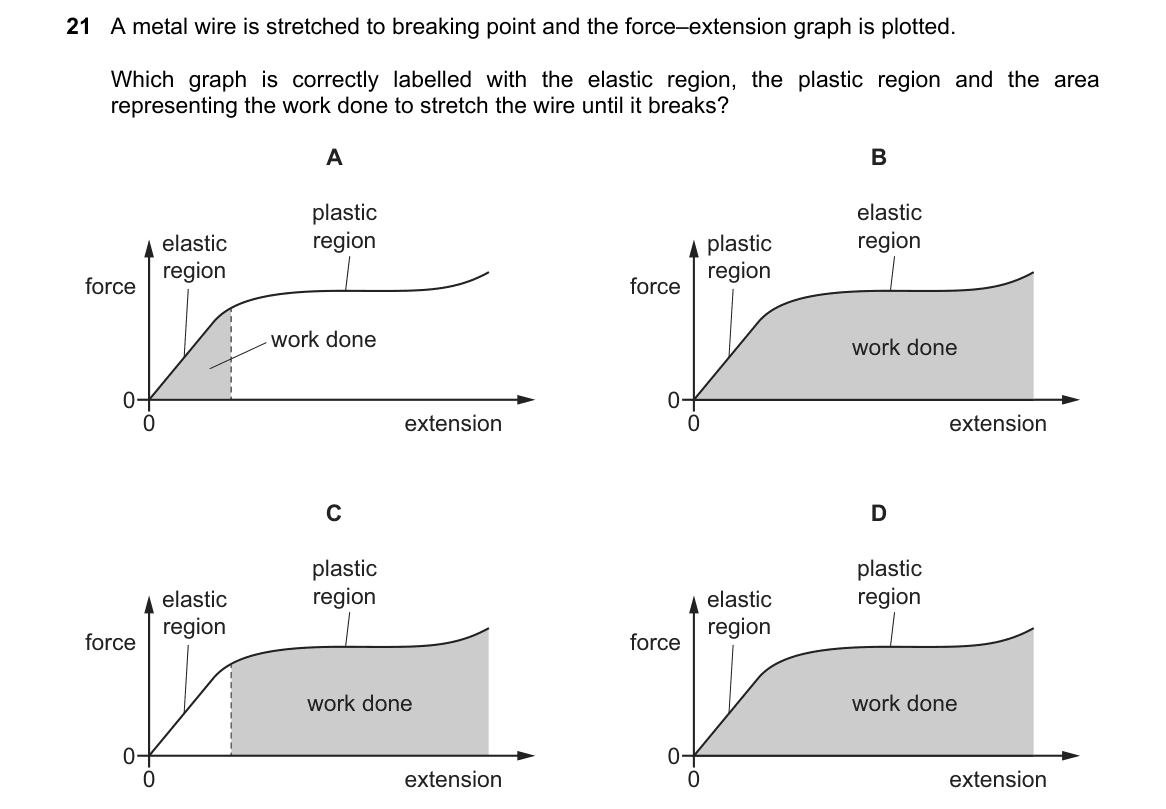 21 A metal wire is stretched to breaking point and the force–extension graph is plotted.
Which graph is correctly labelled with the elastic region, the plastic region and the area
representing the work done to stretch the wire until it breaks?
A
plastic
region
elastic
region
force
work done
0
0
extension
B
elastic
region
plastic
region
force
work done
0
0
extension
C
plastic
region
elastic
region
force
work done
0
0
extension
D
plastic
region
elastic
region
force
work done
0
0
extension